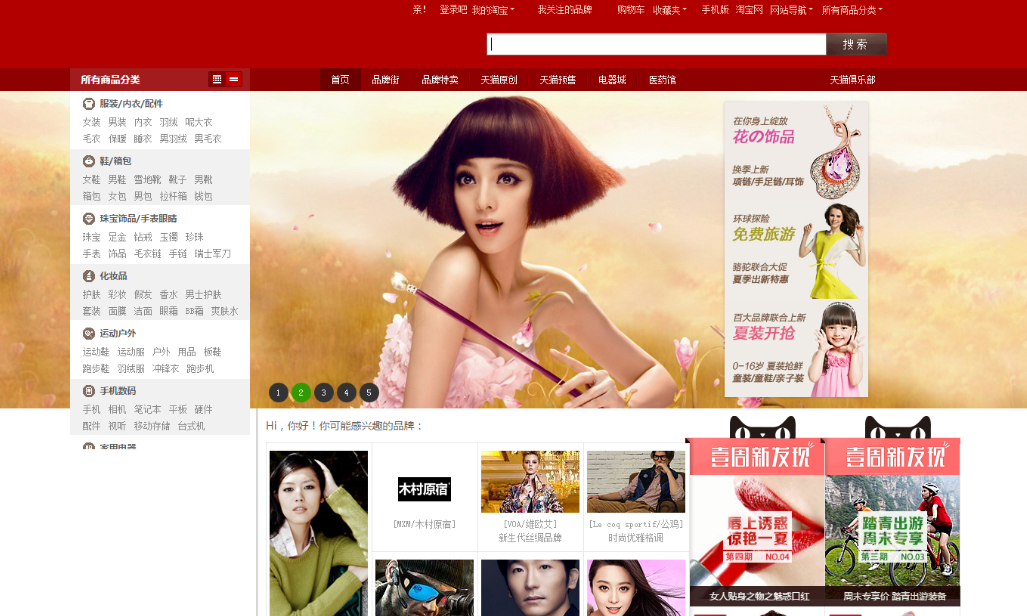 亲! 登录吧 我的淘宝 我关注的品牌 购物车 收藏夹 手机版 淘宝网 网站导航 所有商品分类
搜 索
所有商品分类 首页 品牌街 品牌特卖 天猫原创 天猫预售 电器城 医药馆 天猫俱乐部
服装/内衣/配件
女装 男装 内衣 羽绒 呢大衣
毛衣 保暖 睡衣 男羽绒 男毛衣
鞋/箱包
女鞋 男鞋 雪地靴 靴子 男靴
箱包 女包 男包 拉杆箱 钱包
珠宝饰品/手表眼睛
珠宝 足金 钻戒 玉镯 珍珠
手表 饰品 毛衣链 手链 瑞士军刀
化妆品
护肤 彩妆 假发 香水 男士护肤
套装 面膜 洁面 眼霜 BB霜 爽肤水
运动户外
运动鞋 运动服 户外 用品 板鞋
跑步鞋 羽绒服 冲锋衣 跑步机
手机数码
手机 相机 笔记本 平板 硬件
配件 视听 移动存储 台式机
在你身上绽放
花の饰品
换季上新
项链/手足链/耳饰
环球探险
免费旅游
骆驼联合大促
夏季出新特惠
百大品牌联合上新
夏装开抢
0-16岁 夏装抢鲜
童装/童鞋/亲子装
1 2 3 4 5
Hi，你好！你可能感兴趣的品牌：
木村原宿
[MXM/木村原宿]
[VOA/维欧艾]
新生代丝绸品牌
[Le coq sportif/公鸡]
时尚优雅格调
喜周新发现
唇上诱惑
惊艳一夏
第四期 NO.04
女人贴身之物之魅惑口红
喜周新发现
踏青出游
周末专享
第三期 NO.03
周末专享价 踏青出游装备